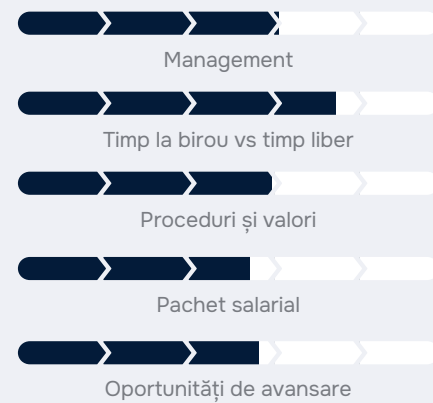 Management
Timp la birou vs timp liber
Proceduri și valori
Pachet salarial
Oportunități de avansare